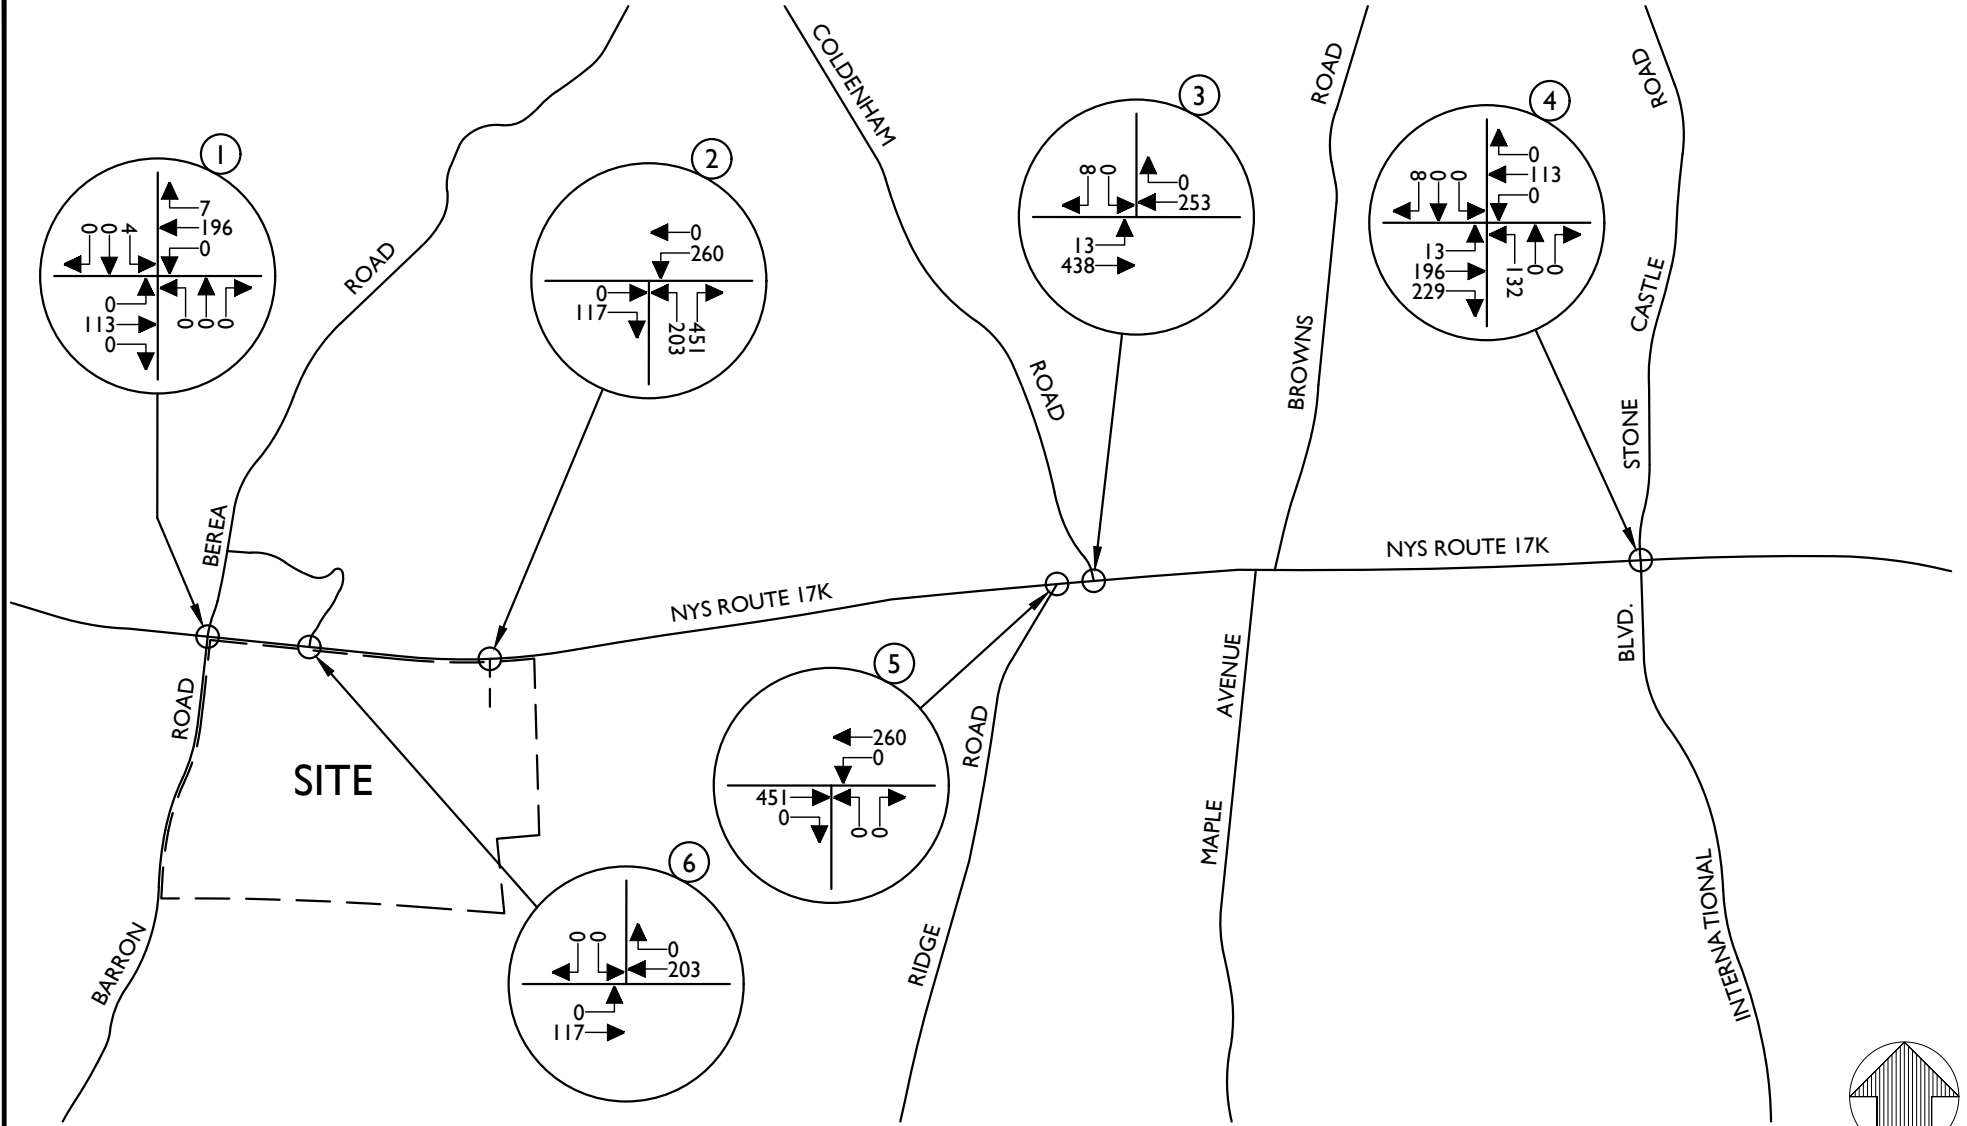 COLDENHAM
ROAD
ROAD
ROAD
ROAD
1
7
196
0
0
0
4
0
113
0
0
0
0
2
0
260
0
117
203
451
3
8
0
0
253
13
438
4
8
0
0
0
113
0
13
196
229
132
0
0
BROWNS
CASTLE
STONE
BEREA
NYS ROUTE 17K
NYS ROUTE 17K
ROAD
SITE
5
260
0
451
0
0
0
ROAD
AVENUE
BLVD.
MAPLE
6
0
0
0
203
0
117
BARRON
RIDGE
INTERNATIONAL